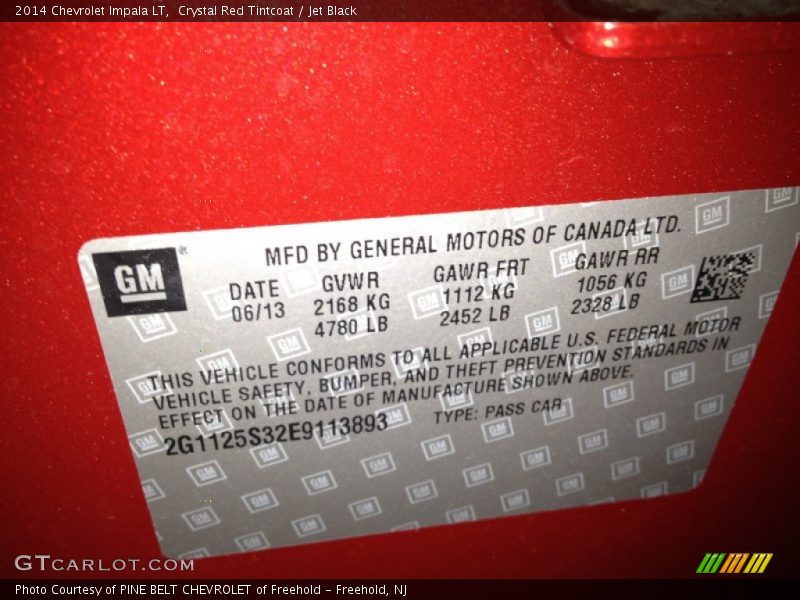 2014 Chevrolet Impala LT, Crystal Red Tintcoat / Jet Black
GM®
MFD BY GENERAL MOTORS OF CANADA LTD.
DATE GVWR GAWR FRT GAWR RR
06/13 2168 KG 1112 KG 1056 KG
4780 LB 2452 LB 2328 LB
THIS VEHICLE CONFORMS TO ALL APPLICABLE U.S. FEDERAL MOTOR
VEHICLE SAFETY, BUMPER, AND THEFT PREVENTION STANDARDS IN
EFFECT ON THE DATE OF MANUFACTURE SHOWN ABOVE.
2G1125S32E9113893 TYPE: PASS CAR
GTCARLOT.COM
Photo Courtesy of PINE BELT CHEVROLET of Freehold - Freehold, NJ